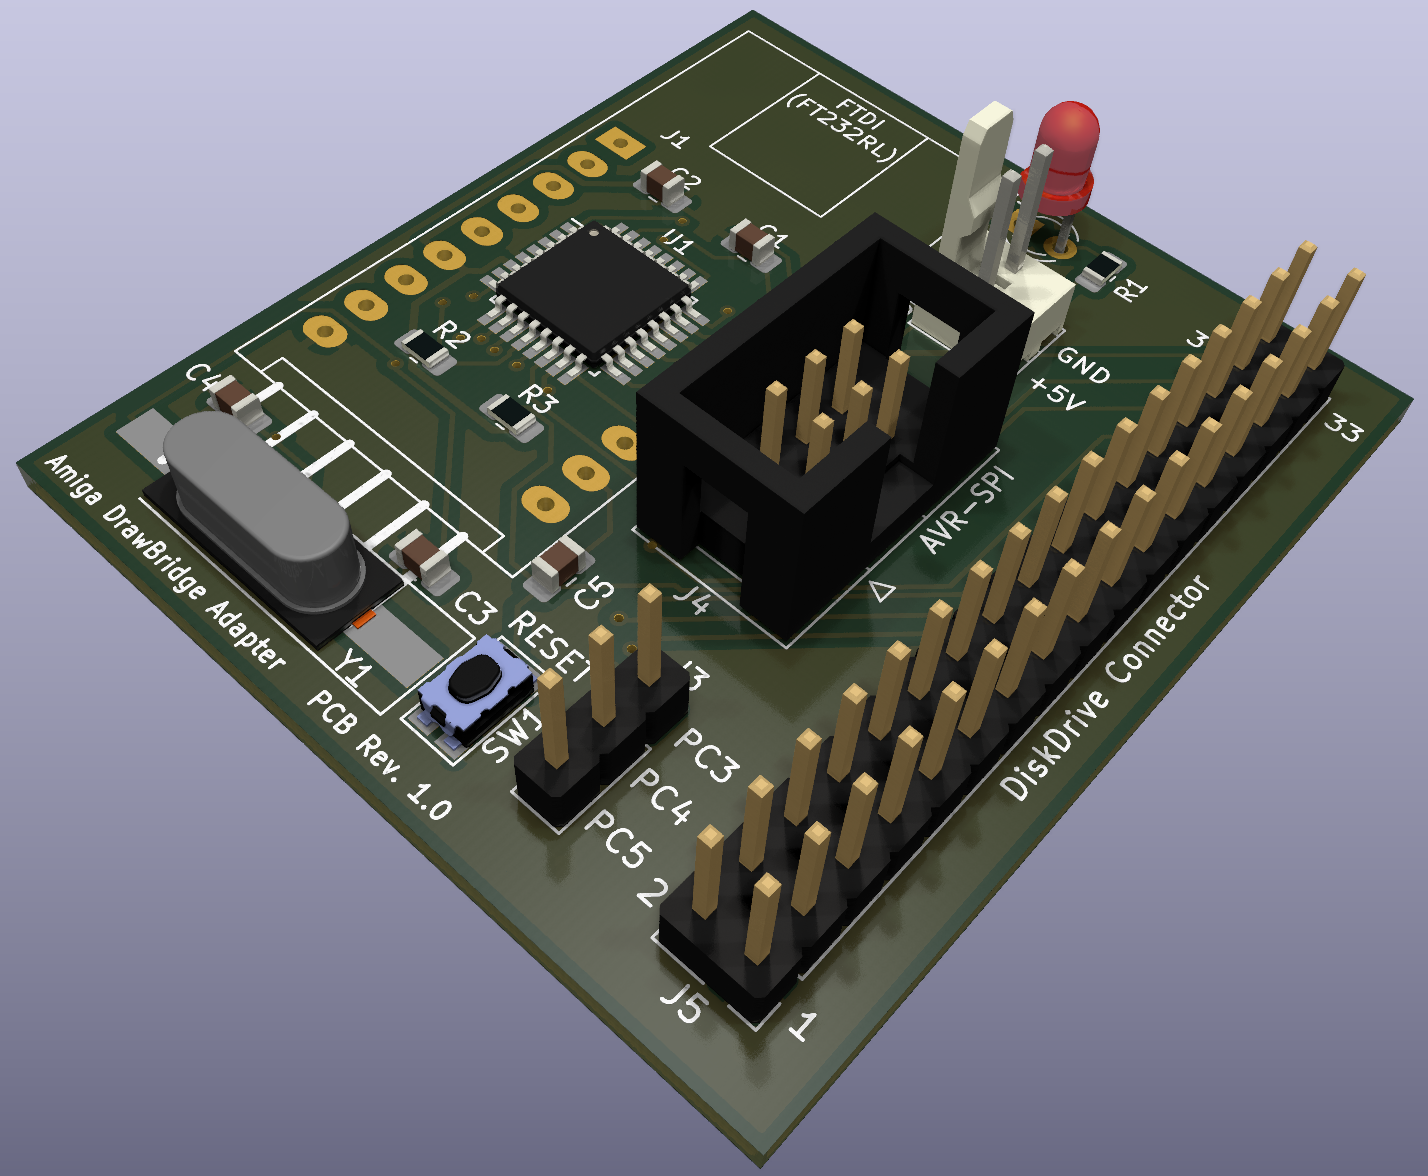 J1
FTDI
(FT232RL)
C2
U1
C1
R1
R2
GND
+5V
33
C4
R3
AVR-SPI
J4
C5
C3
RESET
Y1
SW1
J3
PC3
PC4
PC5
2
J5
1
DiskDrive Connector
Amiga DrawBridge Adapter PCB Rev. 1.0